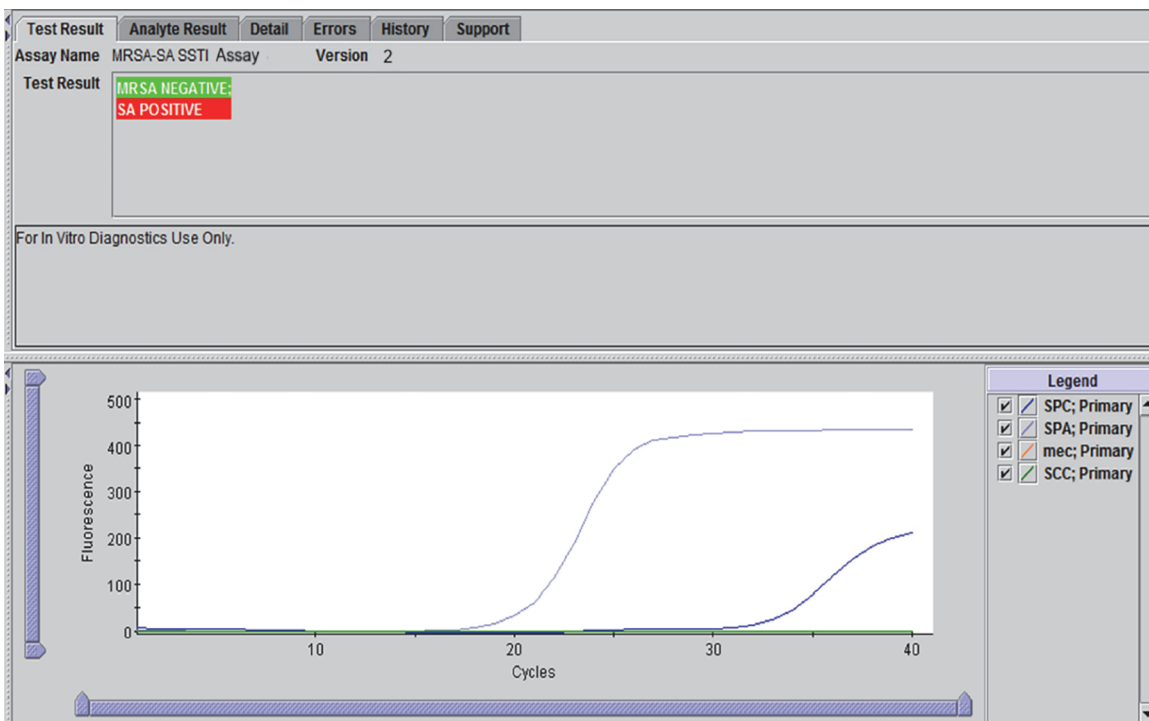 Test Result Analyte Result Detail Errors History Support
Assay Name MRSA-SA SSTI Assay Version 2
Test Result
MRSA NEGATIVE;
SA POSITIVE
For In Vitro Diagnostics Use Only.
500
400
300
200
100
0
Fluorescence
10 20 30 40
Cycles
Legend
SPC; Primary
SPA; Primary
mec; Primary
SCC; Primary